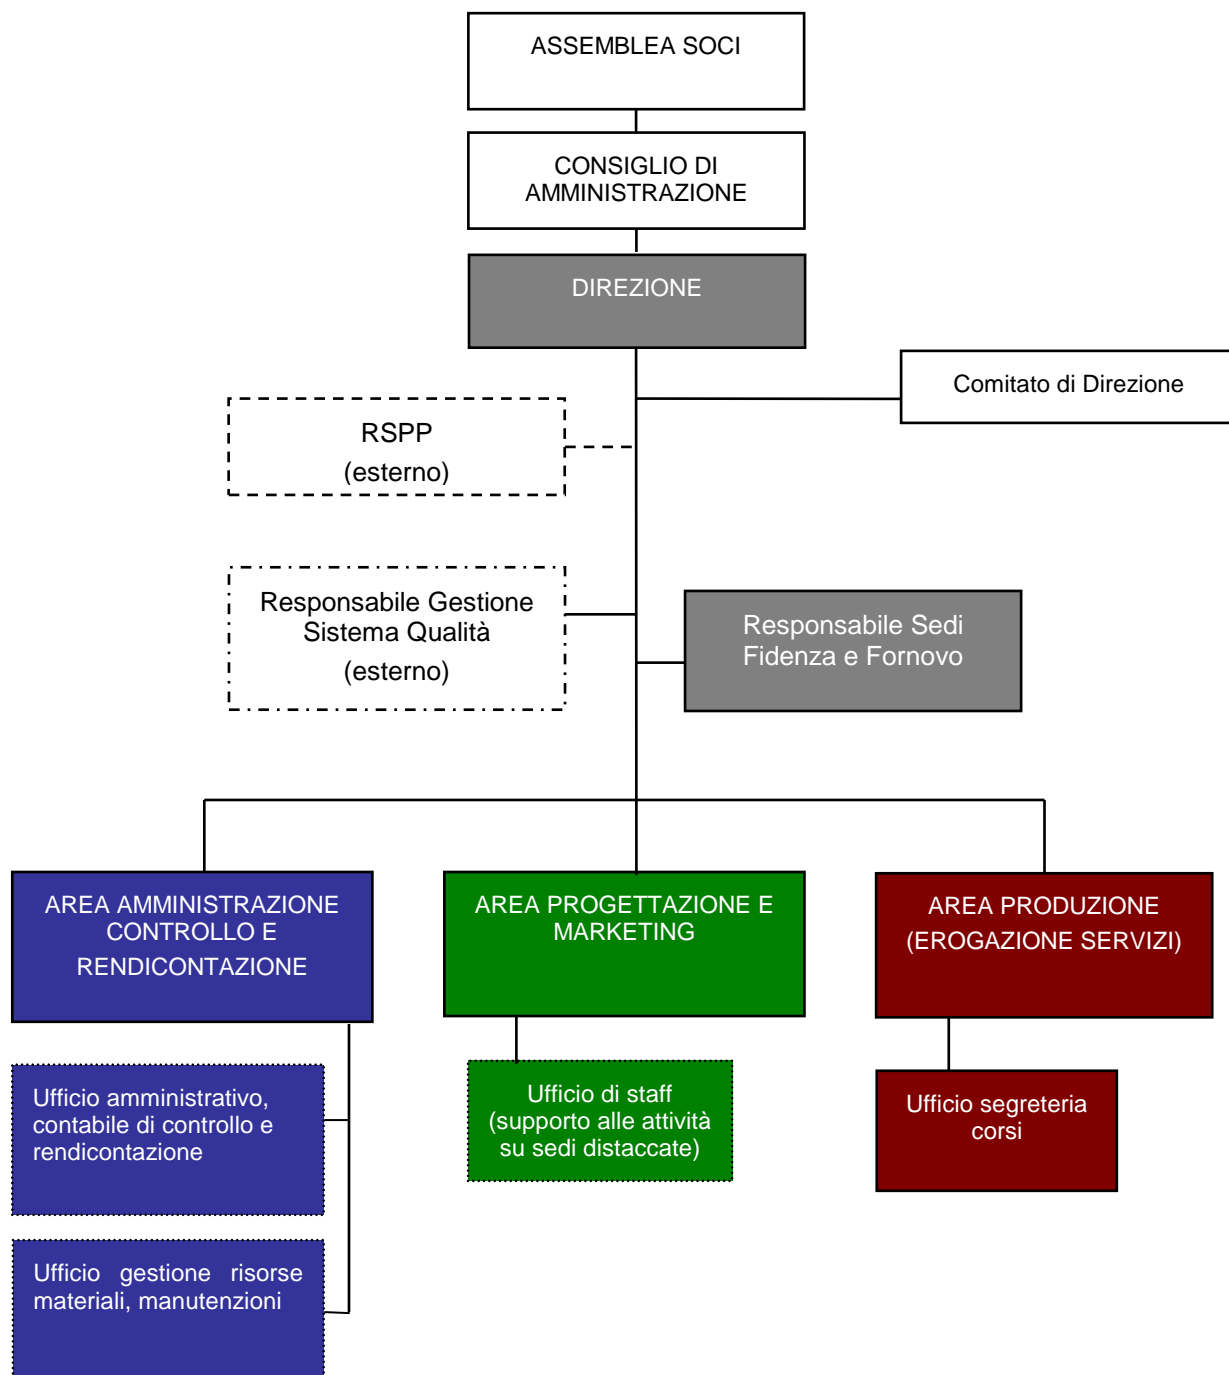 ASSEMBLEA SOCI
CONSIGLIO DI
AMMINISTRAZIONE
DIREZIONE
Comitato di Direzione
RSPP
(esterno)
Responsabile Gestione
Sistema Qualità
(esterno)
Responsabile Sedi
Fidenza e Fornovo
AREA AMMINISTRAZIONE
CONTROLLO E
RENDICONTAZIONE
AREA PROGETTAZIONE E
MARKETING
AREA PRODUZIONE
(EROGAZIONE SERVIZI)
Ufficio amministrativo,
contabile di controllo e
rendicontazione
Ufficio di staff
(supporto alle attività
su sedi distaccate)
Ufficio segreteria
corsi
Ufficio gestione risorse
materiali, manutenzioni